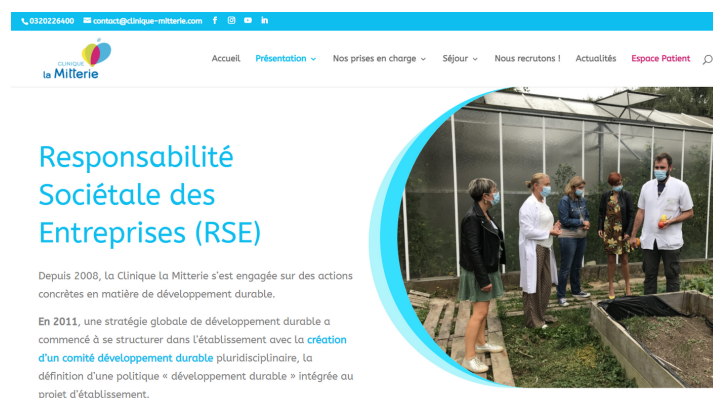 0320226400 contact@clinique-mitterie.com
CLINIQUE
la Mitterie
Accueil Présentation Nos prises en charge Séjour Nous recrutons ! Actualités Espace Patient
Responsabilité
Sociétale des
Entreprises (RSE)
Depuis 2008, la Clinique la Mitterie s'est engagée sur des actions
concrètes en matière de développement durable.
En 2011, une stratégie globale de développement durable a
commencé à se structurer dans l'établissement avec la création
d'un comité développement durable pluridisciplinaire, la
définition d'une politique « développement durable » intégrée au
projet d'établissement.